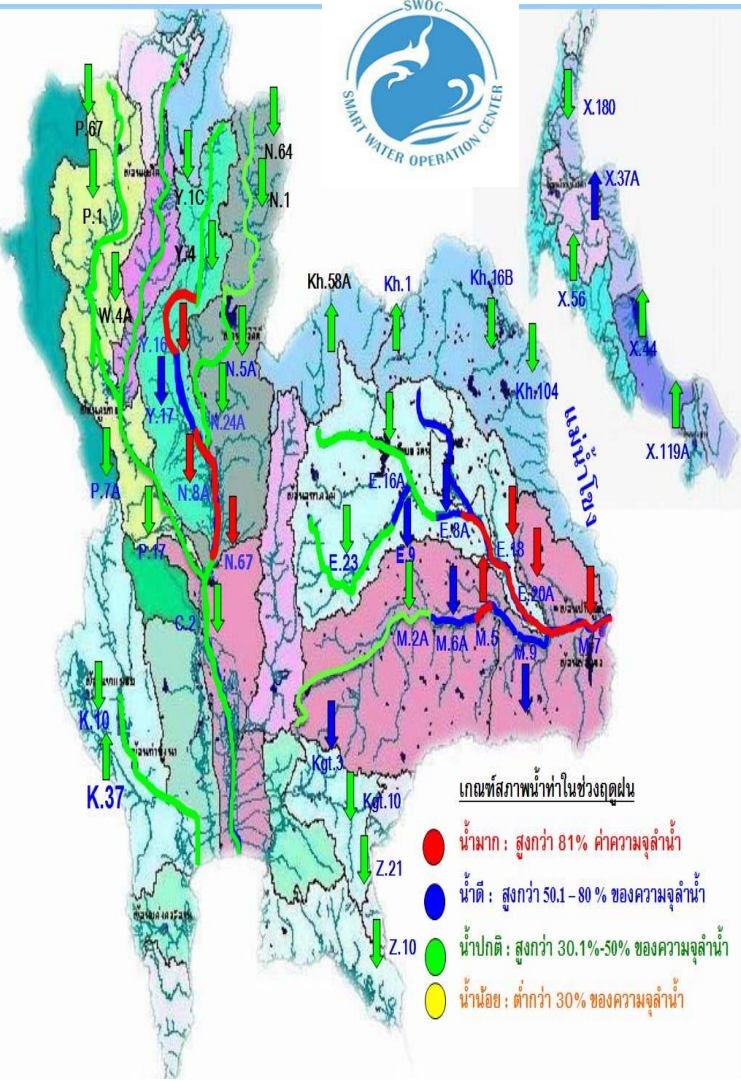 SWOC
SMART WATER OPERATION CENTER
P.67
P.1
W.4A
Y.1C
Y.4
N.64
N.1
Y.16
Y.17
N.5A
N.24A
N.8A
N.67
P.7A
P.17
C.2
K.10
K.37
Kh.58A
Kh.1
Kh.16B
Kh.104
แม่น้ำโขง
E.16A
E.8A
E.23
E.9
E.18
E.20A
M.2A
M.6A
M.5
M.9
M.7
Kgt.3
Kgt.10
Z.21
Z.10
X.180
X.37A
X.56
X.44
X.119A
เกณฑ์สภาพน้ำท่าในช่วงฤดูฝน
น้ำมาก : สูงกว่า 81% ค่าความจุลำน้ำ
น้ำดี : สูงกว่า 50.1 – 80 % ของความจุลำน้ำ
น้ำปกติ : สูงกว่า 30.1%-50% ของความจุลำน้ำ
น้ำน้อย : ต่ำกว่า 30% ของความจุลำน้ำ